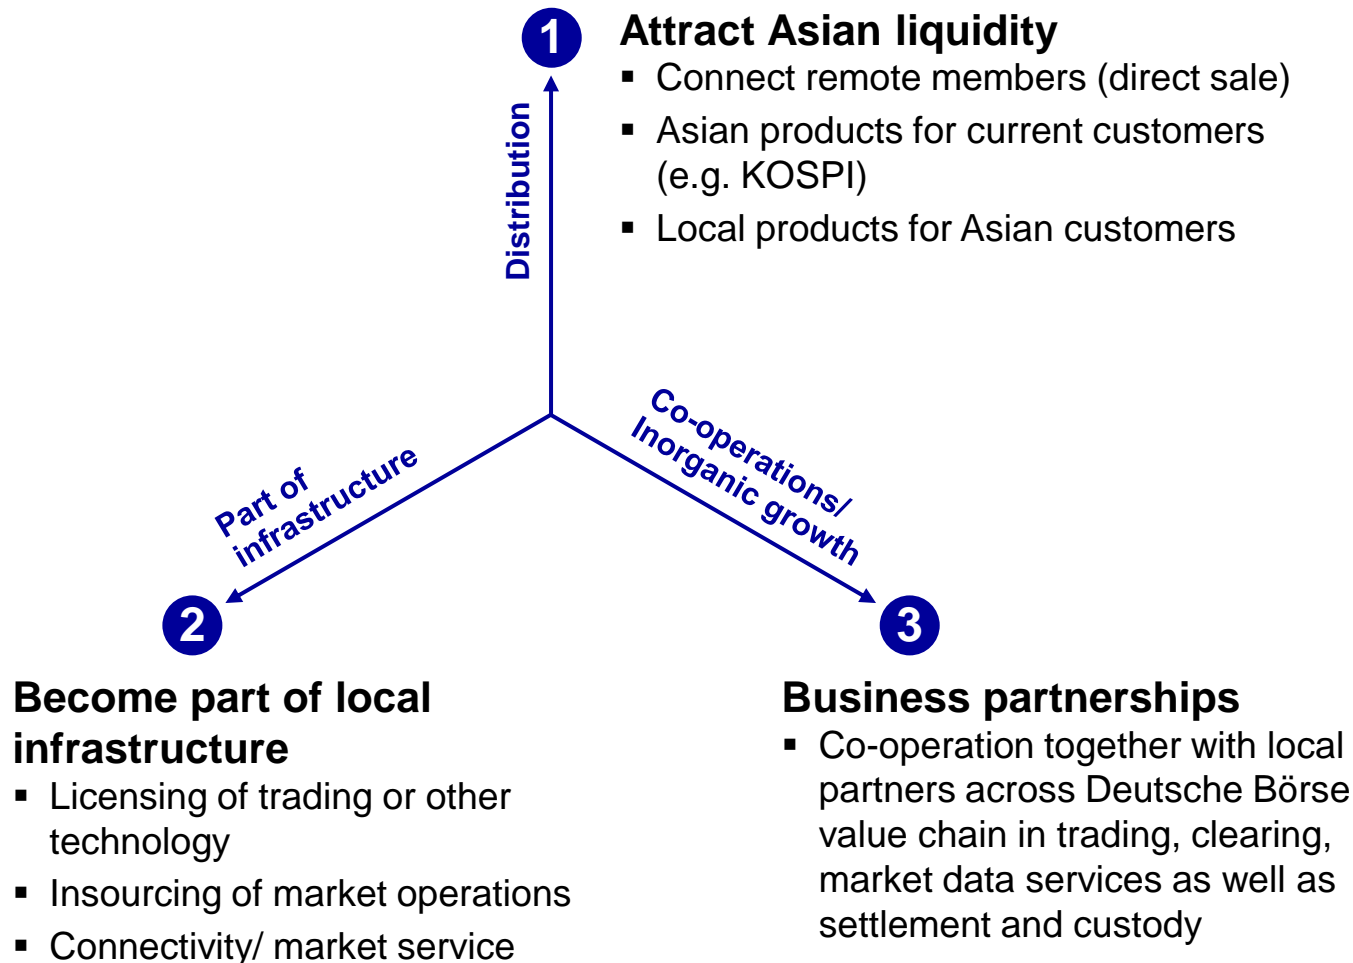 1
Attract Asian liquidity
▪ Connect remote members (direct sale)
▪ Asian products for current customers
(e.g. KOSPI)
▪ Local products for Asian customers
Distribution
Co-operations/
Inorganic growth
Part of
infrastructure
2
Become part of local
infrastructure
▪ Licensing of trading or other
technology
▪ Insourcing of market operations
▪ Connectivity/ market service
3
Business partnerships
▪ Co-operation together with local
partners across Deutsche Börse
value chain in trading, clearing,
market data services as well as
settlement and custody